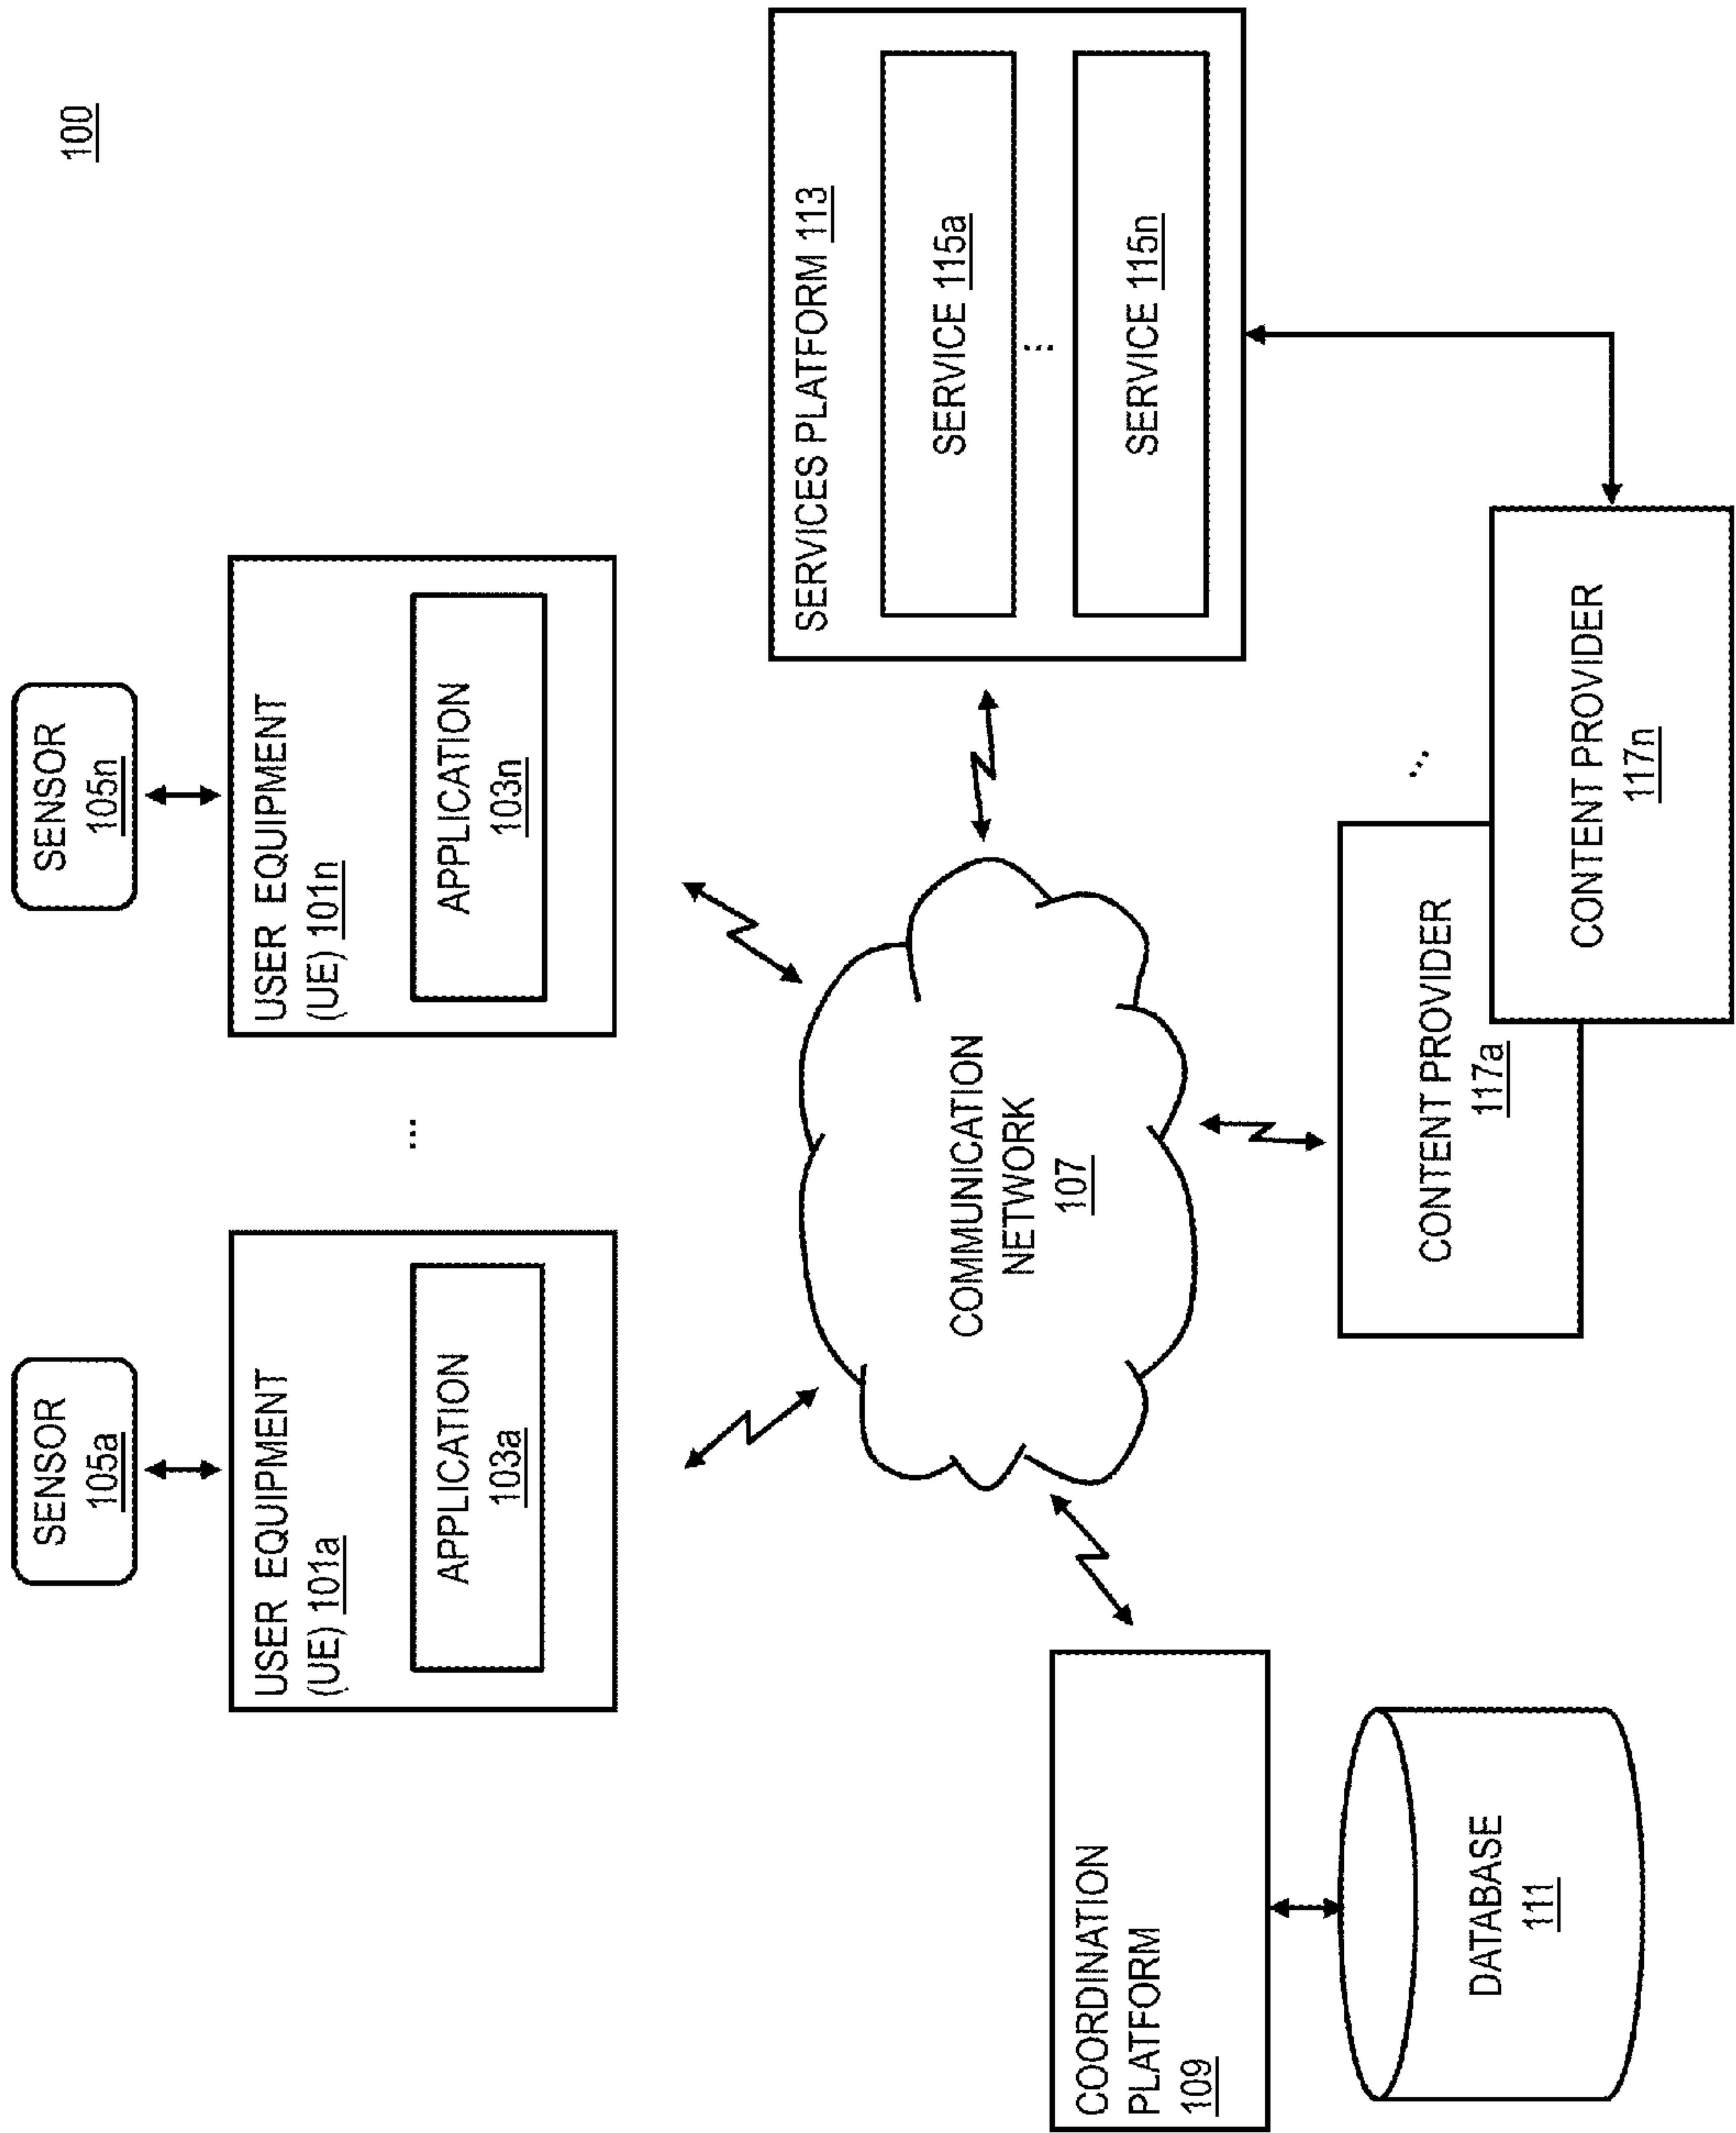 100
SENSOR
105a
SENSOR
105n
USER EQUIPMENT
(UE) 101a
APPLICATION
103a
...
USER EQUIPMENT
(UE) 101n
APPLICATION
103n
COMMUNICATION
NETWORK
107
SERVICES PLATFORM 113
SERVICE 115a
...
SERVICE 115n
COORDINATION
PLATFORM
109
DATABASE
111
CONTENT PROVIDER
117a
...
CONTENT PROVIDER
117n